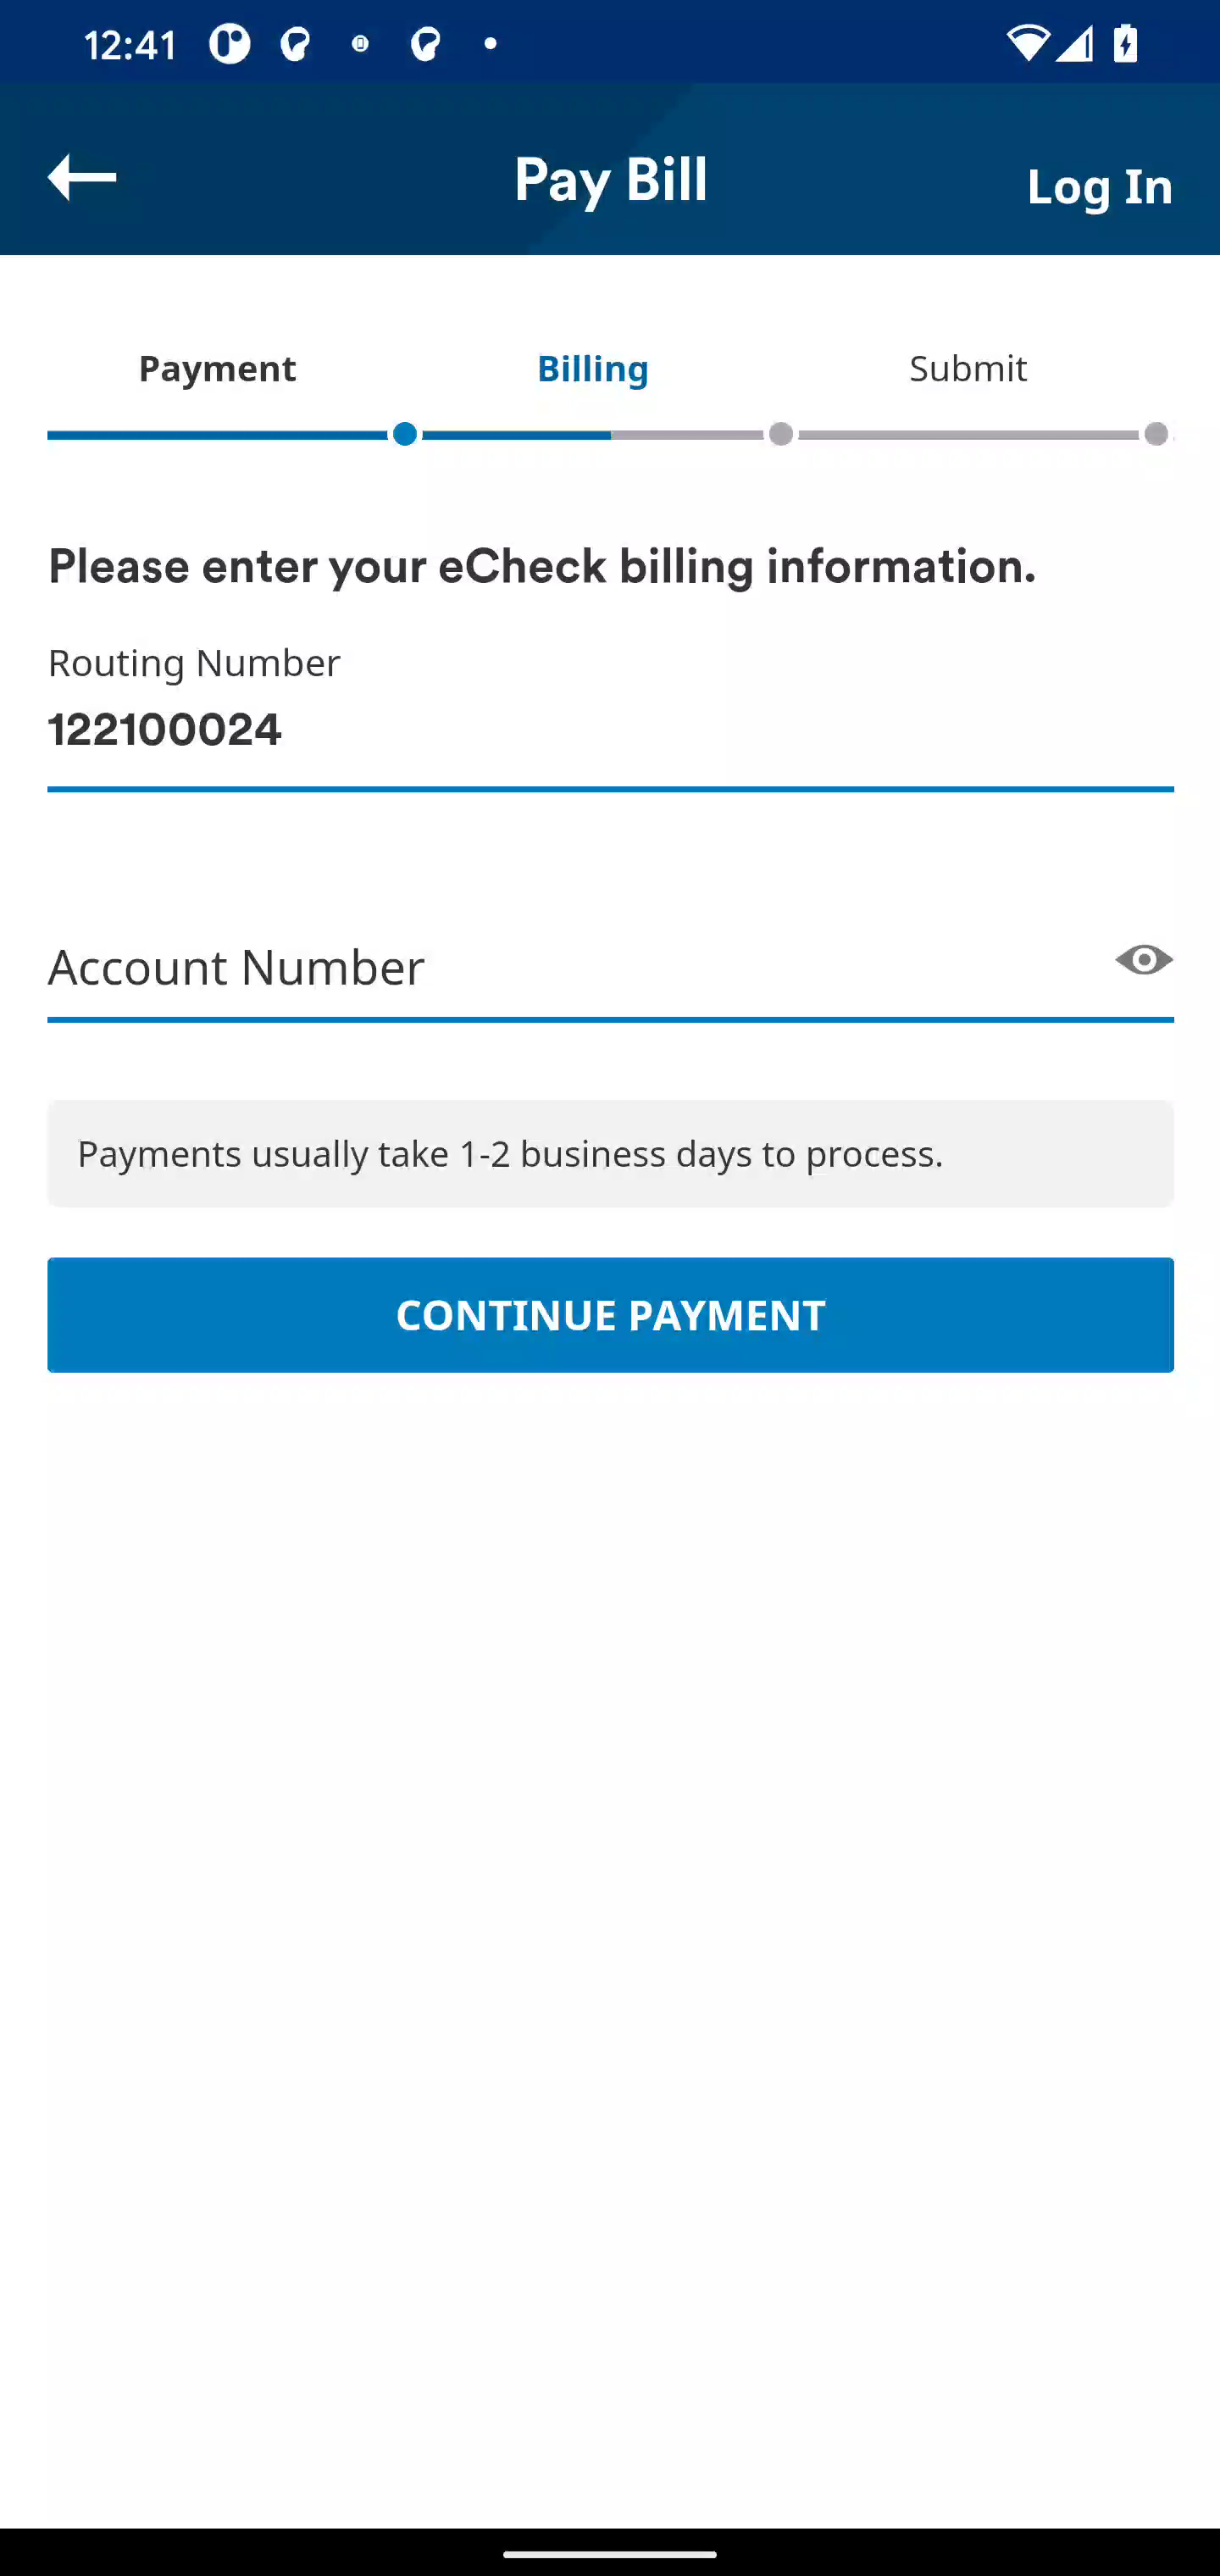 12:41
Pay Bill
Log In
Payment
Billing
Submit
Please enter your eCheck billing information.
Routing Number
122100024
Account Number
Payments usually take 1-2 business days to process.
CONTINUE PAYMENT